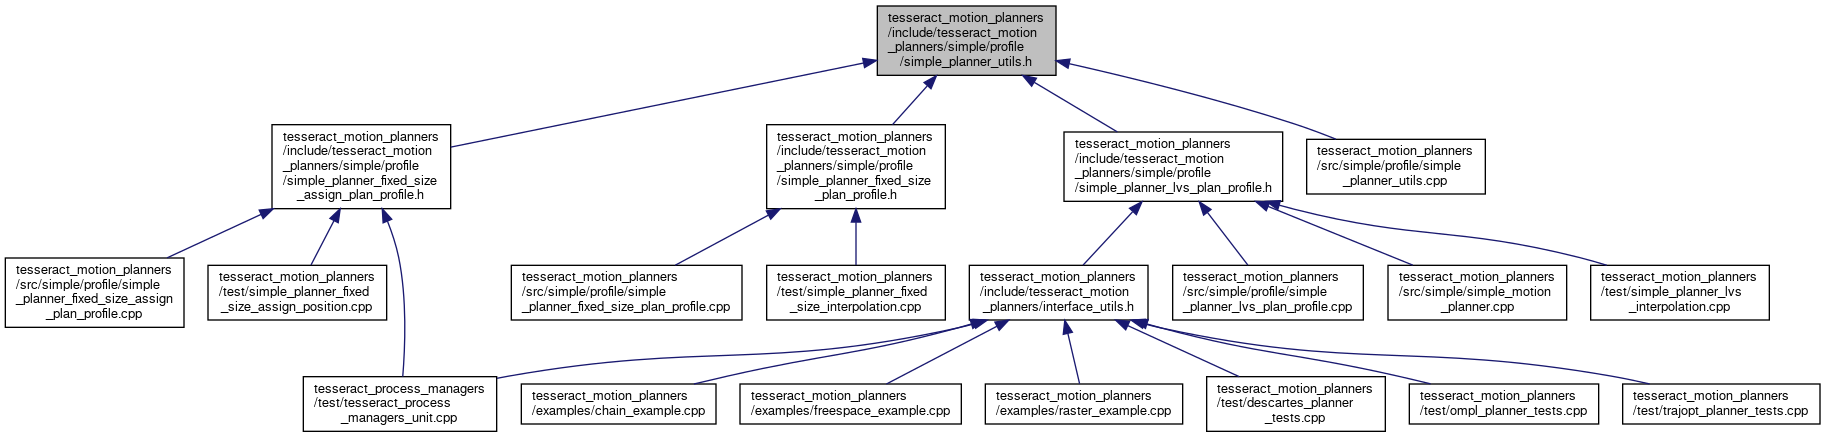 tesseract_motion_planners
/include/tesseract_motion
_planners/simple/profile
/simple_planner_utils.h
tesseract_motion_planners
/include/tesseract_motion
_planners/simple/profile
/simple_planner_fixed_size
_assign_plan_profile.h
tesseract_motion_planners
/include/tesseract_motion
_planners/simple/profile
/simple_planner_fixed_size
_plan_profile.h
tesseract_motion_planners
/include/tesseract_motion
_planners/simple/profile
/simple_planner_lvs_plan_profile.h
tesseract_motion_planners
/src/simple/profile/simple
_planner_utils.cpp
tesseract_motion_planners
/src/simple/profile/simple
_planner_fixed_size_assign
_plan_profile.cpp
tesseract_motion_planners
/test/simple_planner_fixed
_size_assign_position.cpp
tesseract_motion_planners
/src/simple/profile/simple
_planner_fixed_size_plan_profile.cpp
tesseract_motion_planners
/test/simple_planner_fixed
_size_interpolation.cpp
tesseract_motion_planners
/include/tesseract_motion
_planners/interface_utils.h
tesseract_motion_planners
/src/simple/profile/simple
_planner_lvs_plan_profile.cpp
tesseract_motion_planners
/src/simple/simple_motion
_planner.cpp
tesseract_motion_planners
/test/simple_planner_lvs
_interpolation.cpp
tesseract_process_managers
/test/tesseract_process
_managers_unit.cpp
tesseract_motion_planners
/examples/chain_example.cpp
tesseract_motion_planners
/examples/freespace_example.cpp
tesseract_motion_planners
/examples/raster_example.cpp
tesseract_motion_planners
/test/descartes_planner
_tests.cpp
tesseract_motion_planners
/test/ompl_planner_tests.cpp
tesseract_motion_planners
/test/trajopt_planner_tests.cpp